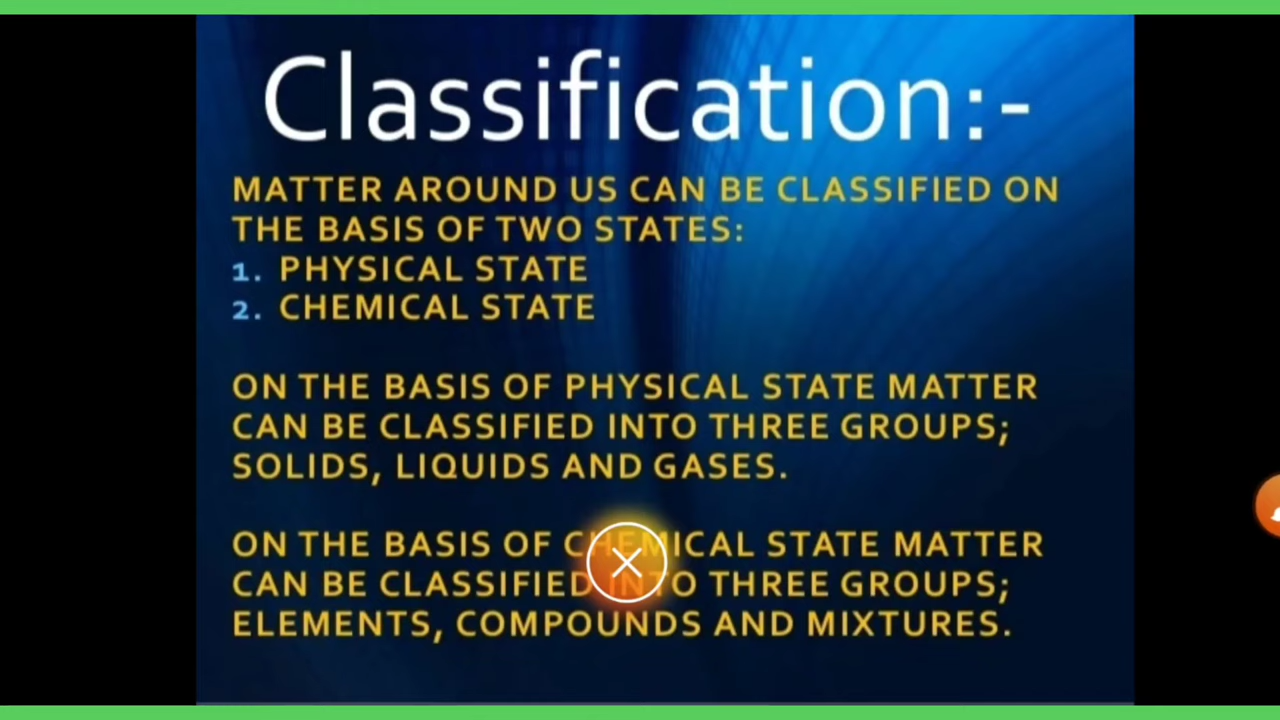 Classification:-
MATTER AROUND US CAN BE CLASSIFIED ON
THE BASIS OF TWO STATES:
1. PHYSICAL STATE
2. CHEMICAL STATE
ON THE BASIS OF PHYSICAL STATE MATTER
CAN BE CLASSIFIED INTO THREE GROUPS;
SOLIDS, LIQUIDS AND GASES.
ON THE BASIS OF CHEMICAL STATE MATTER
CAN BE CLASSIFIED INTO THREE GROUPS;
ELEMENTS, COMPOUNDS AND MIXTURES.